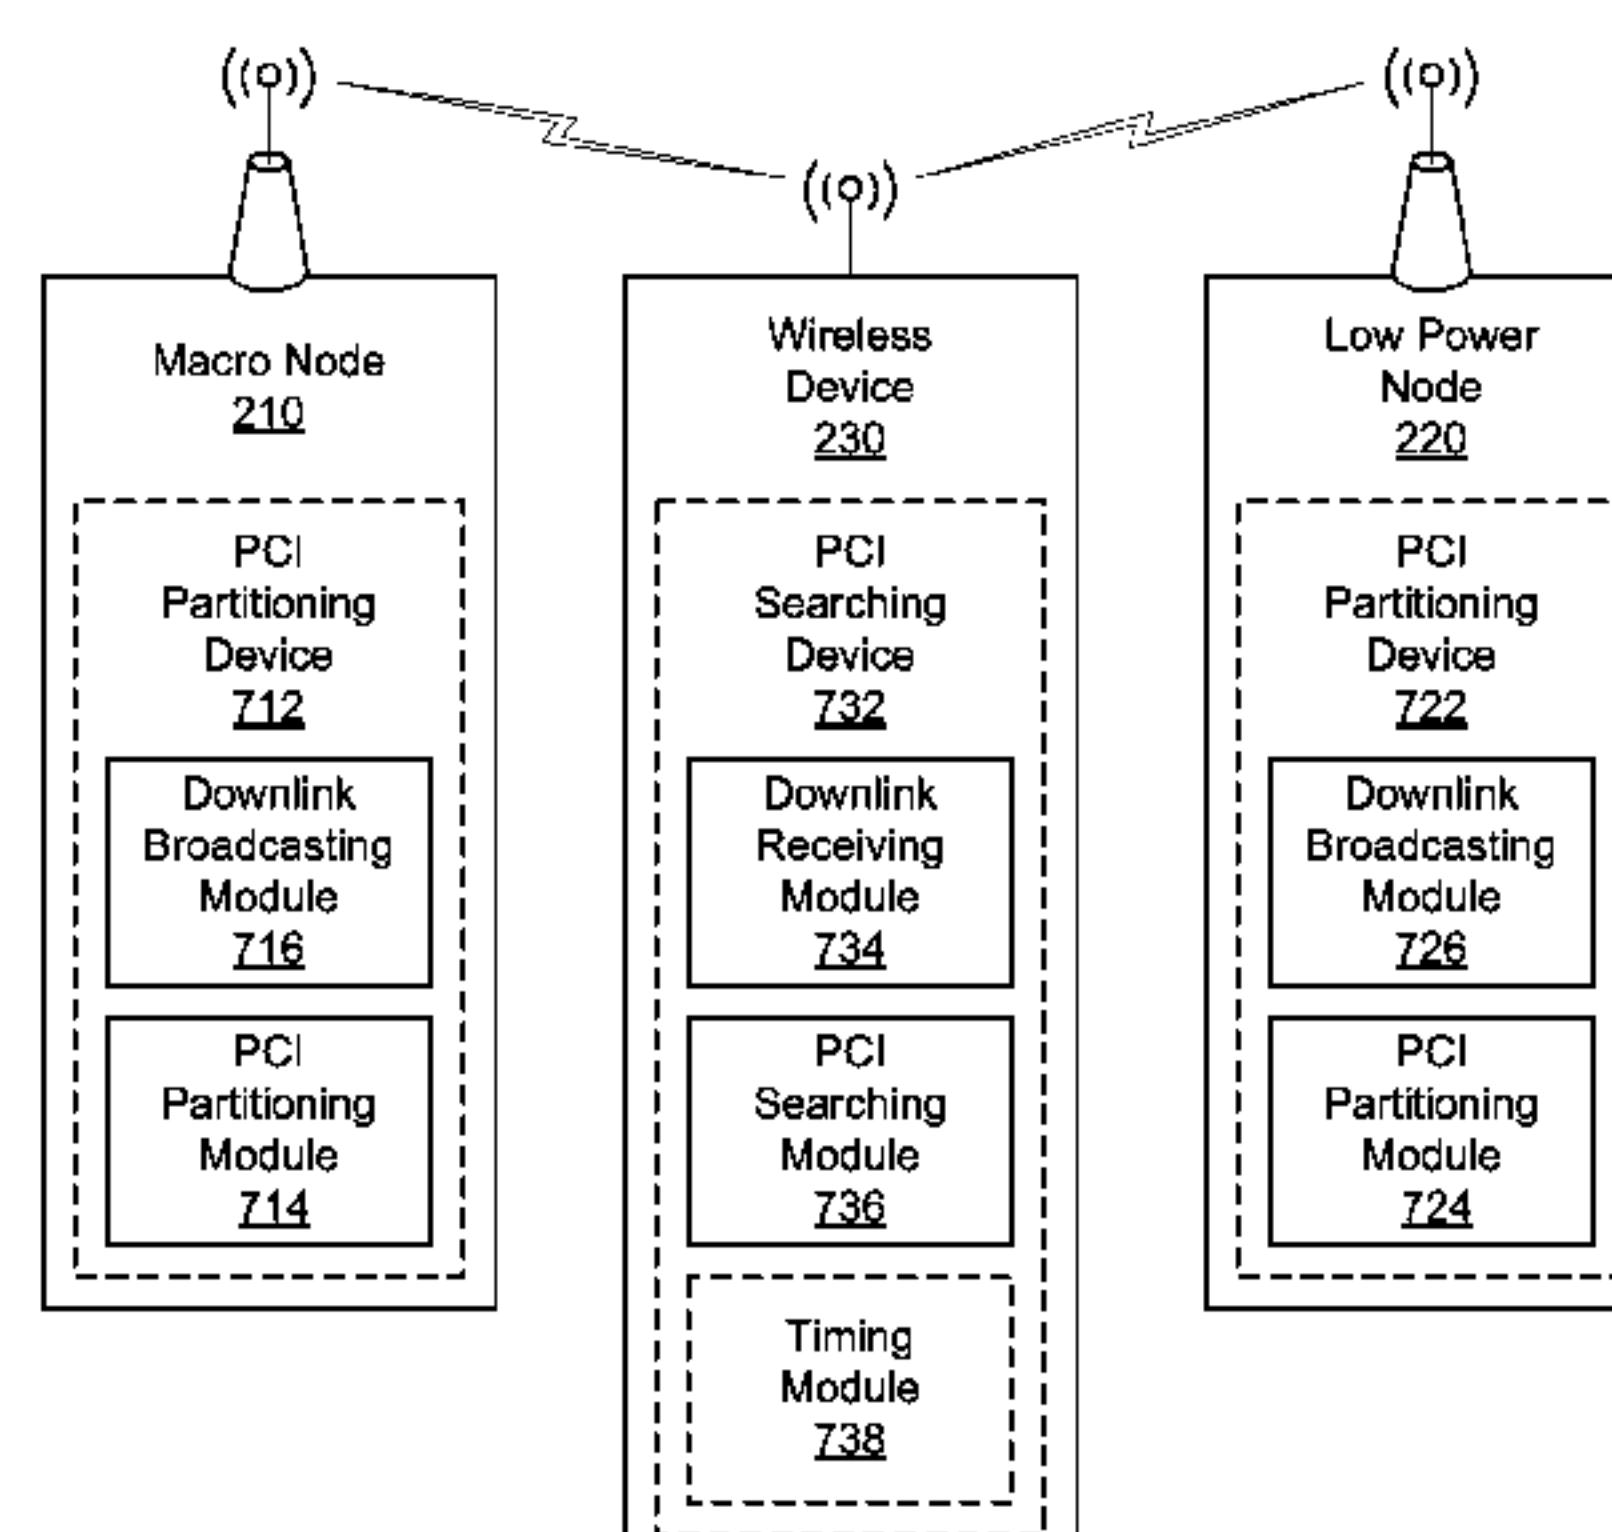 Macro Node
210
PCI
Partitioning
Device
712
Downlink
Broadcasting
Module
716
PCI
Partitioning
Module
714
Wireless
Device
230
PCI
Searching
Device
732
Downlink
Receiving
Module
734
PCI
Searching
Module
736
Timing
Module
738
Low Power
Node
220
PCI
Partitioning
Device
722
Downlink
Broadcasting
Module
726
PCI
Partitioning
Module
724